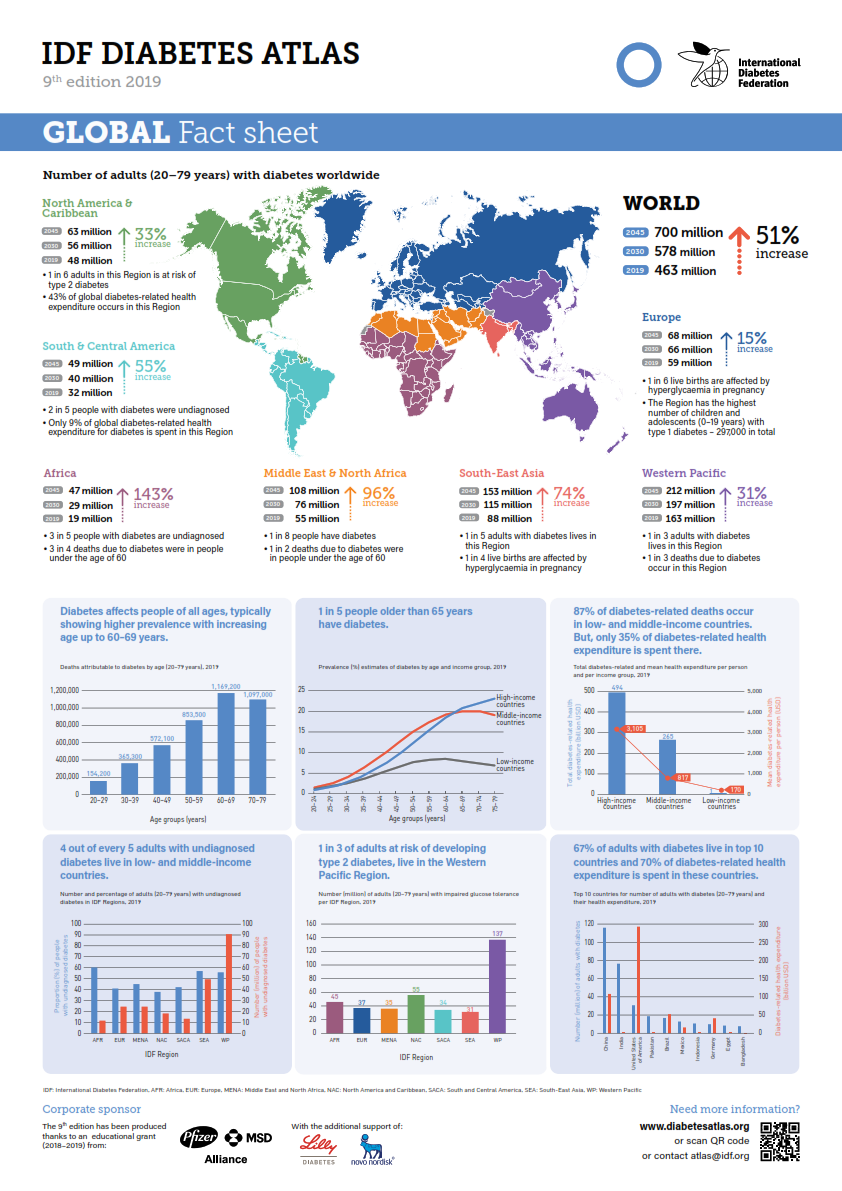 IDF DIABETES ATLAS
9th edition 2019
International
Diabetes
Federation
GLOBAL Fact sheet
Number of adults (20–79 years) with diabetes worldwide
North America &
Caribbean
2045 63 million
2030 56 million
2019 48 million
33%
increase
• 1 in 6 adults in this Region is at risk of
type 2 diabetes
• 43% of global diabetes-related health
expenditure occurs in this Region
South & Central America
2045 49 million
2030 40 million
2019 32 million
55%
increase
• 2 in 5 people with diabetes were undiagnosed
• Only 9% of global diabetes-related health
expenditure for diabetes is spent in this Region
WORLD
2045 700 million
2030 578 million
2019 463 million
51%
increase
Europe
2045 68 million
2030 66 million
2019 59 million
15%
increase
• 1 in 6 live births are affected by
hyperglycaemia in pregnancy
• The Region has the highest
number of children and
adolescents (0–19 years) with
type 1 diabetes – 297,000 in total
Africa
2045 47 million
2030 29 million
2019 19 million
143%
increase
• 3 in 5 people with diabetes are undiagnosed
• 3 in 4 deaths due to diabetes were in people
under the age of 60
Middle East & North Africa
2045 108 million
2030 76 million
2019 55 million
96%
increase
• 1 in 8 people have diabetes
• 1 in 2 deaths due to diabetes were
in people under the age of 60
South-East Asia
2045 153 million
2030 115 million
2019 88 million
74%
increase
• 1 in 5 adults with diabetes lives in
this Region
• 1 in 4 live births are affected by
hyperglycaemia in pregnancy
Western Pacific
2045 212 million
2030 197 million
2019 163 million
31%
increase
• 1 in 3 adults with diabetes
lives in this Region
• 1 in 3 deaths due to diabetes
occur in this Region
Diabetes affects people of all ages, typically
showing higher prevalence with increasing
age up to 60–69 years.
Deaths attributable to diabetes by age (20–79 years), 2019
1,200,000
1,000,000
800,000
600,000
400,000
200,000
0
154,200
365,300
572,100
853,500
1,169,200
1,097,000
20–29 30–39 40–49 50–59 60–69 70–79
Age groups (years)
1 in 5 people older than 65 years
have diabetes.
Prevalence (%) estimates of diabetes by age and income group, 2019
25
20
15
10
5
0
High-income
countries
Middle-income
countries
Low-income
countries
20–24 25–29 30–34 35–39 40–44 45–49 50–54 55–59 60–64 65–69 70–74 75–79
Age groups (years)
87% of diabetes-related deaths occur
in low- and middle-income countries.
But, only 35% of diabetes-related health
expenditure is spent there.
Total diabetes-related and mean health expenditure per person
and per income group, 2019
Total diabetes-related health
expenditure (billion USD)
500
400
300
200
100
0
494
265
3,105
817
170
5,000
4,000
3,000
2,000
1,000
0
Mean diabetes-related health
expenditure per person (USD)
High-income
countries
Middle-income
countries
Low-income
countries
4 out of every 5 adults with undiagnosed
diabetes live in low- and middle-income
countries.
Number and percentage of adults (20–79 years) with undiagnosed
diabetes in IDF Regions, 2019
Proportion (%) of people
with undiagnosed diabetes
100
90
80
70
60
50
40
30
20
10
0
100
90
80
70
60
50
40
30
20
10
0
Number (million) of people
with undiagnosed diabetes
AFR EUR MENA NAC SACA SEA WP
IDF Region
1 in 3 of adults at risk of developing
type 2 diabetes, live in the Western
Pacific Region.
Number (million) of adults (20–79 years) with impaired glucose tolerance
per IDF Region, 2019
160
140
120
100
80
60
40
20
0
45
37
35
55
34
31
137
AFR EUR MENA NAC SACA SEA WP
IDF Region
67% of adults with diabetes live in top 10
countries and 70% of diabetes-related health
expenditure is spent in these countries.
Top 10 countries for number of adults with diabetes (20–79 years) and
their health expenditure, 2019
Number (million) of adults with diabetes
120
100
80
60
40
20
0
300
250
200
150
100
50
0
Diabetes-related health expenditure
(billion USD)
China
India
United States
of America
Pakistan
Brazil
Mexico
Indonesia
Germany
Egypt
Bangladesh
IDF: International Diabetes Federation, AFR: Africa, EUR: Europe, MENA: Middle East and North Africa, NAC: North America and Caribbean, SACA: South and Central America, SEA: South-East Asia, WP: Western Pacific
Corporate sponsor
The 9th edition has been produced
thanks to an educational grant
(2018–2019) from:
Pfizer
MSD
Alliance
With the additional support of:
Lilly
DIABETES
novo nordisk®
Need more information?
www.diabetesatlas.org
or scan QR code
or contact atlas@idf.org